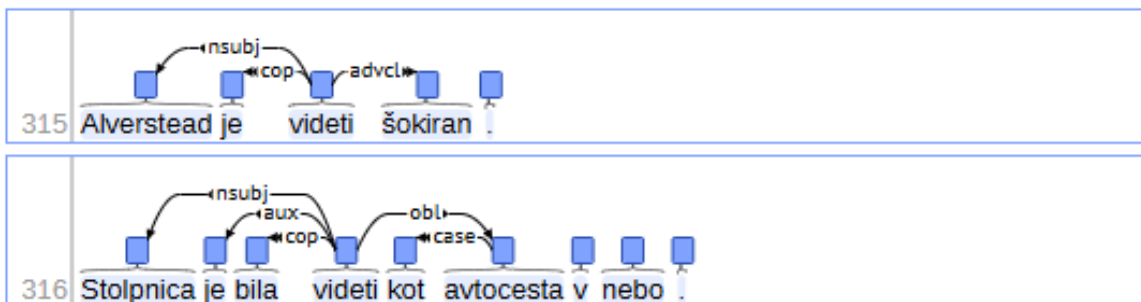 nsubj
cop advcl
315 Alverstead je videti šokiran .
nsubj
aux obl
cop case
316 Stolpnica je bila videti kot avtocesta v nebo .